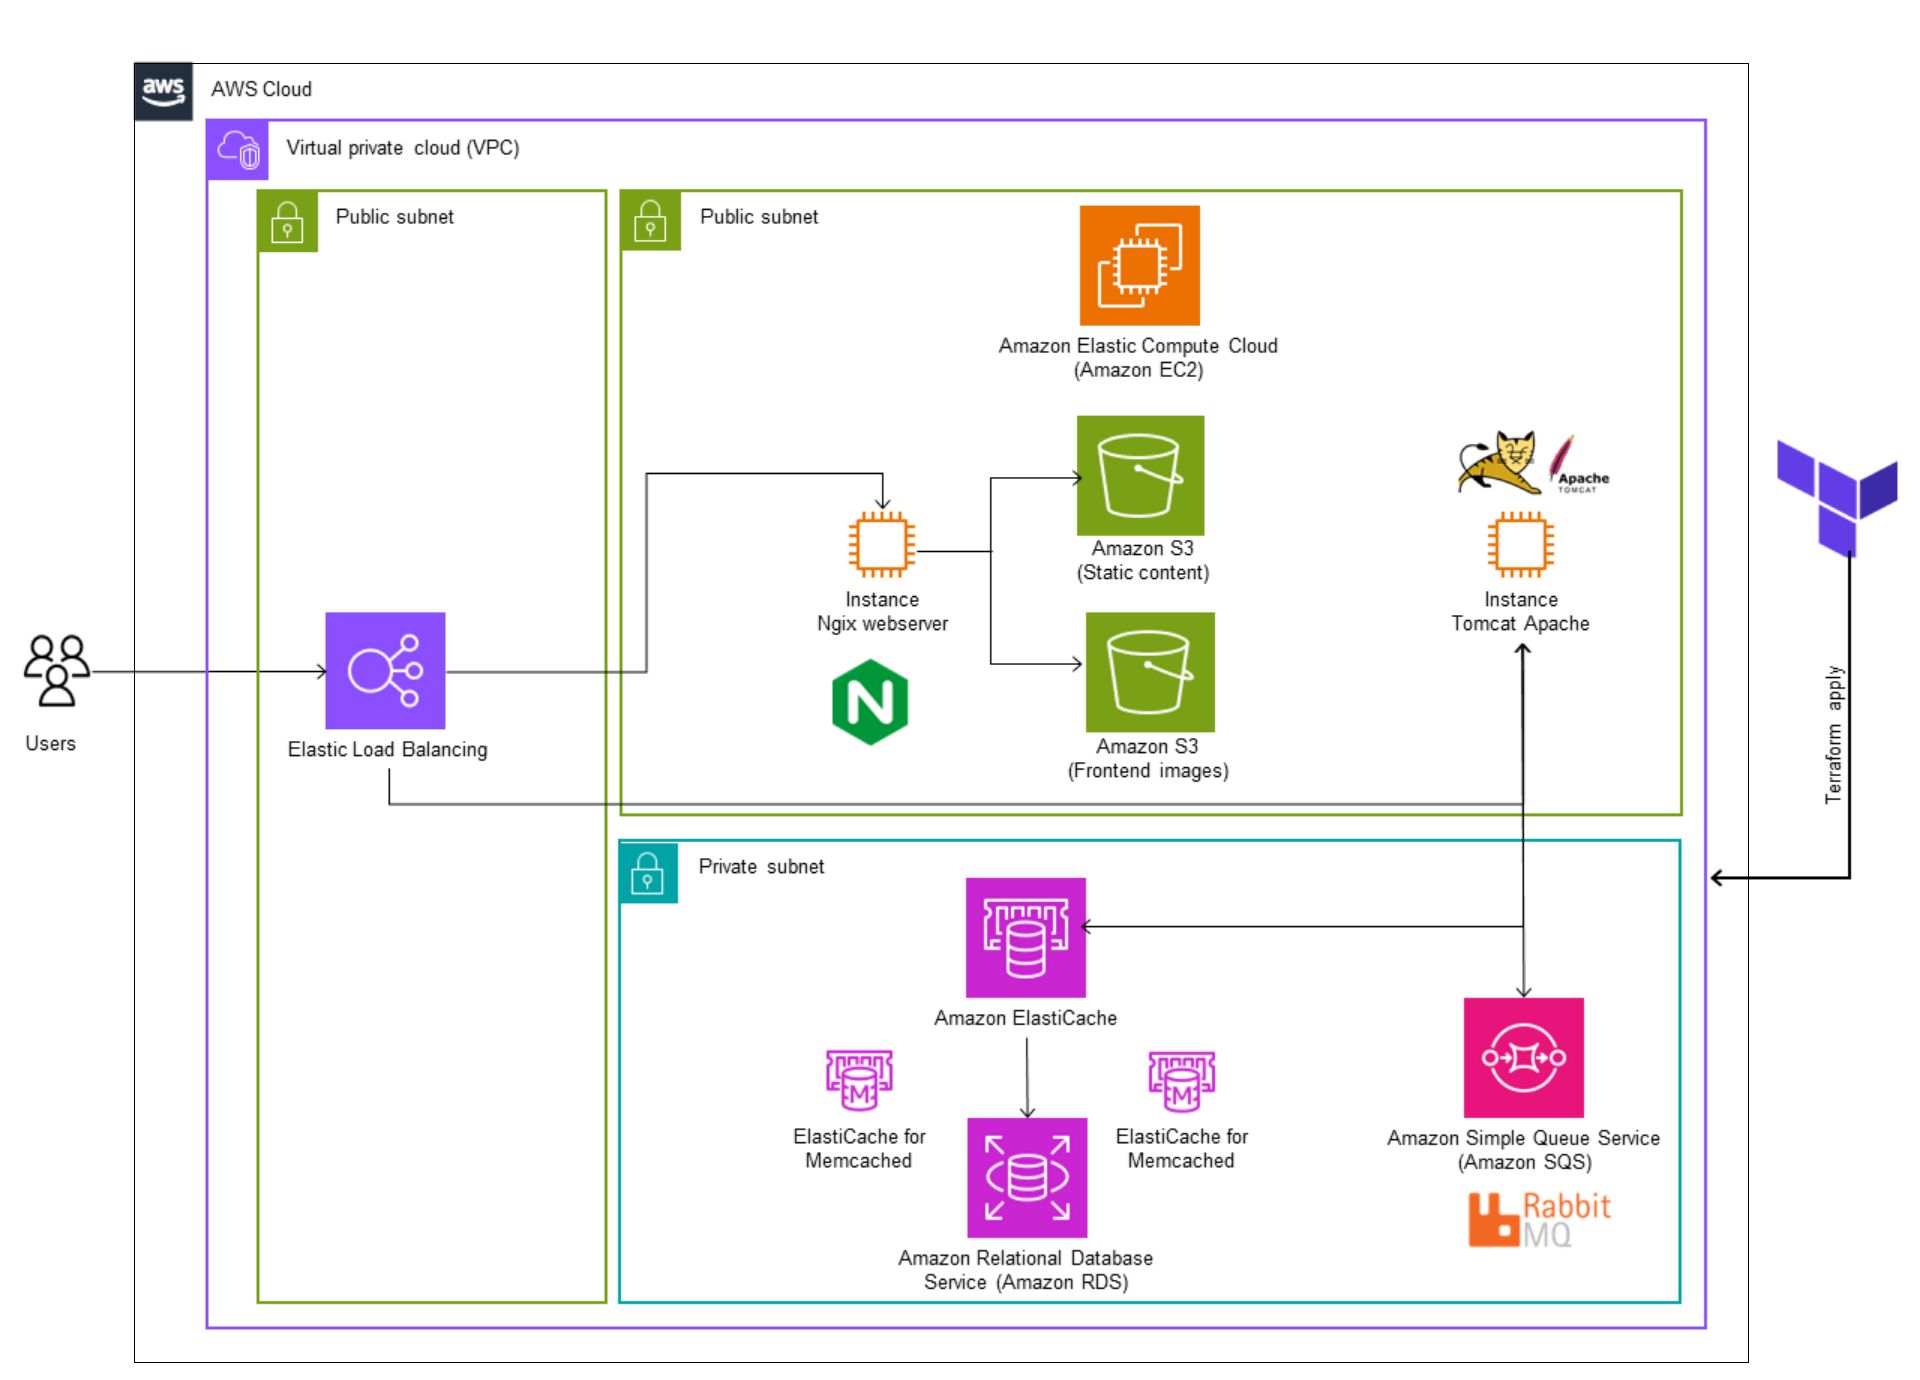 aws
AWS Cloud
Virtual private cloud (VPC)
Public subnet
Public subnet
Amazon Elastic Compute Cloud
(Amazon EC2)
Apache
TOMCAT
Amazon S3
(Static content)
Instance
Ngix webserver
Instance
Tomcat Apache
N
Users
Elastic Load Balancing
Amazon S3
(Frontend images)
Terraform apply
Private subnet
Amazon ElastiCache
M
ElastiCache for
Memcached
M
ElastiCache for
Memcached
Amazon Simple Queue Service
(Amazon SQS)
Rabbit
MQ
Amazon Relational Database
Service (Amazon RDS)